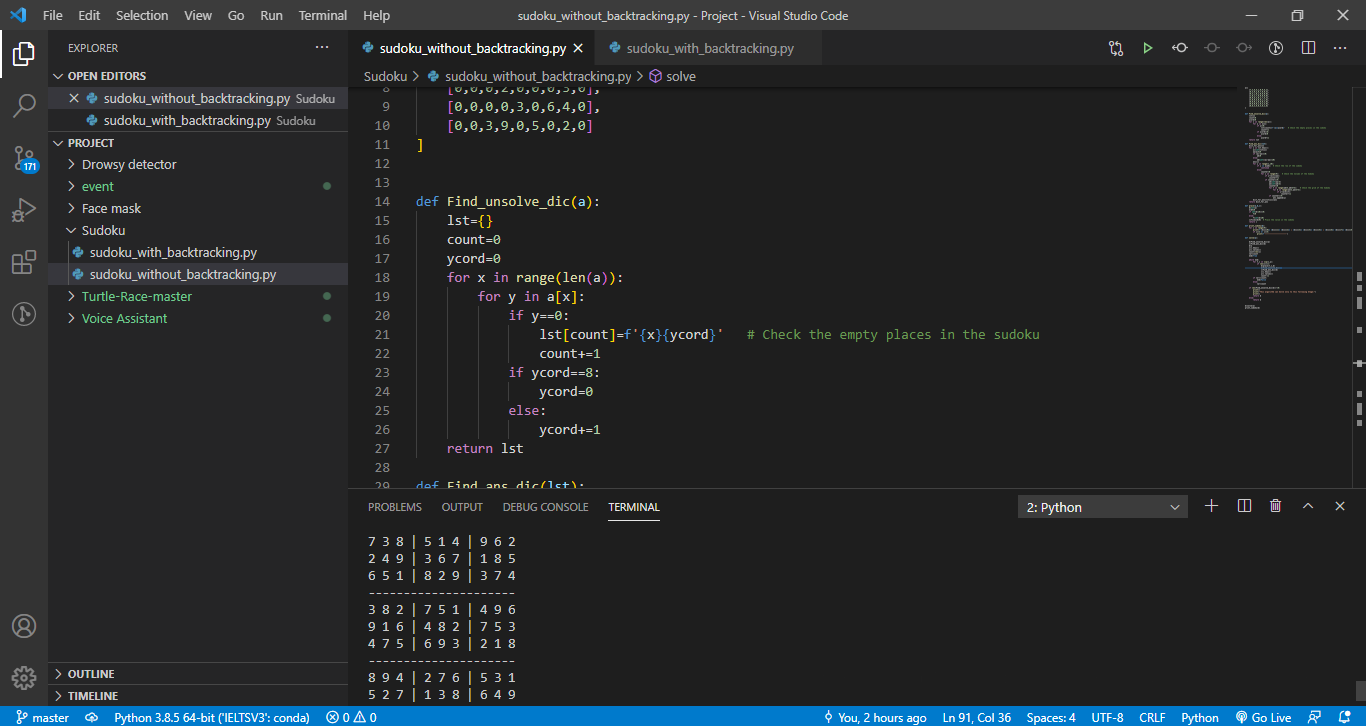 File Edit Selection View Go Run Terminal Help
sudoku_without_backtracking.py - Project - Visual Studio Code
EXPLORER
OPEN EDITORS
sudoku_without_backtracking.py Sudoku
sudoku_with_backtracking.py Sudoku
PROJECT
Drowsy detector
event
Face mask
Sudoku
sudoku_with_backtracking.py
sudoku_without_backtracking.py
Turtle-Race-master
Voice Assistant
OUTLINE
TIMELINE
171
sudoku_without_backtracking.py
sudoku_with_backtracking.py
Sudoku > sudoku_without_backtracking.py > solve
8 [0,0,0,2,0,0,0,3,0],
9 [0,0,0,0,3,0,6,4,0],
10 [0,0,3,9,0,5,0,2,0]
11 ]
12
13
14 def Find_unsolve_dic(a):
15 lst={}
16 count=0
17 ycord=0
18 for x in range(len(a)):
19 for y in a[x]:
20 if y==0:
21 lst[count]=f'{x}{ycord}' # Check the empty places in the sudoku
22 count+=1
23 if ycord==8:
24 ycord=0
25 else:
26 ycord+=1
27 return lst
28
29 def Find_ans_dic(lst):
PROBLEMS OUTPUT DEBUG CONSOLE TERMINAL
2: Python
7 3 8 | 5 1 4 | 9 6 2
2 4 9 | 3 6 7 | 1 8 5
6 5 1 | 8 2 9 | 3 7 4
---------------------
3 8 2 | 7 5 1 | 4 9 6
9 1 6 | 4 8 2 | 7 5 3
4 7 5 | 6 9 3 | 2 1 8
---------------------
8 9 4 | 2 7 6 | 5 3 1
5 2 7 | 1 3 8 | 6 4 9
master
Python 3.8.5 64-bit ('IELTSV3': conda)
0 0
You, 2 hours ago
Ln 91, Col 36
Spaces: 4
UTF-8
CRLF
Python
Go Live